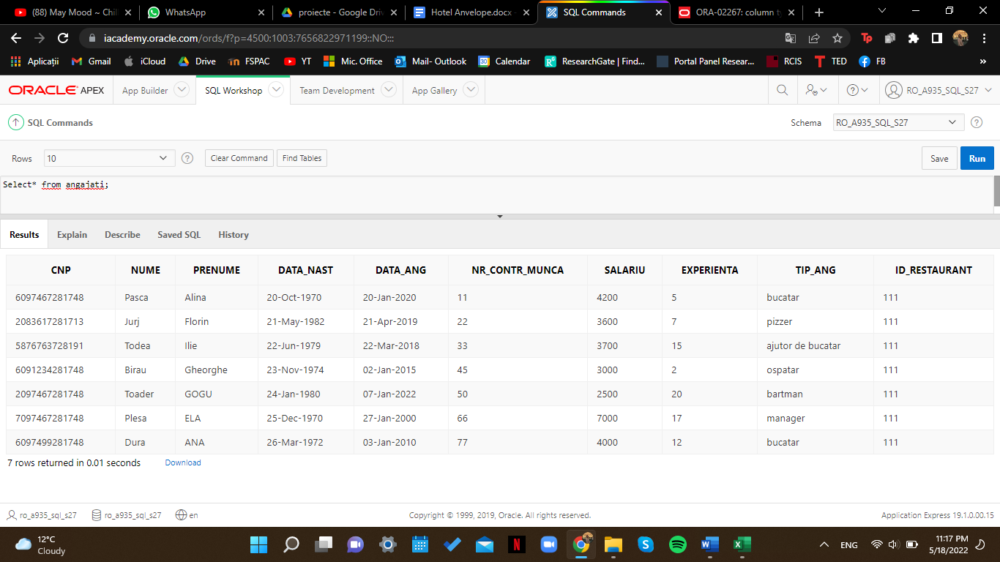 (88) May Mood ~ Chil
WhatsApp
proiecte - Google Driv
Hotel Anvelope.docx -
SQL Commands
ORA-02267: column ty
iacademy.oracle.com/ords/f?p=4500:1003:7656822971199::NO:::
Aplicații Gmail iCloud Drive FSPAC YT Mic. Office Mail- Outlook Calendar ResearchGate | Find... Portal Panel Resear... RCIS TED FB »
ORACLE APEX App Builder SQL Workshop Team Development App Gallery RO_A935_SQL_S27
SQL Commands Schema RO_A935_SQL_S27
Rows 10 Clear Command Find Tables Save Run
Select* from angajati;
Results Explain Describe Saved SQL History
CNP NUME PRENUME DATA_NAST DATA_ANG NR_CONTR_MUNCA SALARIU EXPERIENTA TIP_ANG ID_RESTAURANT
6097467281748 Pasca Alina 20-Oct-1970 20-Jan-2020 11 4200 5 bucatar 111
2083617281713 Jurj Florin 21-May-1982 21-Apr-2019 22 3600 7 pizzer 111
5876763728191 Todea Ilie 22-Jun-1979 22-Mar-2018 33 3700 15 ajutor de bucatar 111
6091234281748 Birau Gheorghe 23-Nov-1974 02-Jan-2015 45 3000 2 ospatar 111
2097467281748 Toader GOGU 24-Jan-1980 07-Jan-2022 50 2500 20 bartman 111
7097467281748 Plesa ELA 25-Dec-1970 27-Jan-2000 66 7000 17 manager 111
6097499281748 Dura ANA 26-Mar-1972 03-Jan-2010 77 4000 12 bucatar 111
7 rows returned in 0.01 seconds Download
ro_a935_sql_s27 ro_a935_sql_s27 en Copyright © 1999, 2019, Oracle. All rights reserved. Application Express 19.1.0.00.15
12°C
Cloudy
ENG
11:17 PM
5/18/2022